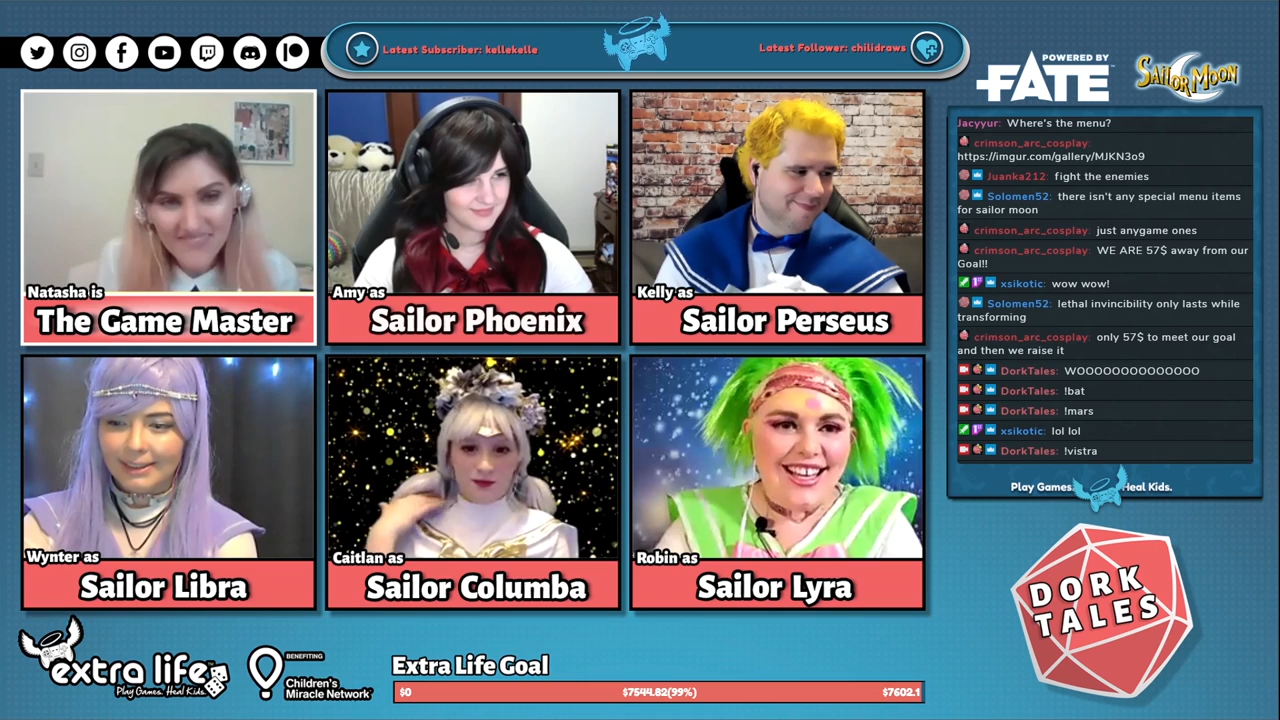 Latest Subscriber: kellekelle
Latest Follower: chilidraws
POWERED BY
FATE
SAILOR MOON
Natasha is
The Game Master
Amy as
Sailor Phoenix
Kelly as
Sailor Perseus
Wynter as
Sailor Libra
Caitlan as
Sailor Columba
Robin as
Sailor Lyra
Jacyyur: Where's the menu?
crimson_arc_cosplay:
https://imgur.com/gallery/MJKN3o9
Juanka212: fight the enemies
Solomen52: there isn't any special menu items
for sailor moon
crimson_arc_cosplay: just anygame ones
crimson_arc_cosplay: WE ARE 57$ away from our
Goal!!
xsikotic: wow wow!
Solomen52: lethal invincibility only lasts while
transforming
crimson_arc_cosplay: only 57$ to meet our goal
and then we raise it
DorkTales: WOOOOOOOOOOOOOO
DorkTales: !bat
DorkTales: !mars
xsikotic: lol lol
DorkTales: !vistra
Play Games. Heal Kids.
DORK
TALES
extra life
Play Games. Heal Kids.
BENEFITING
Children's
Miracle Network
Extra Life Goal
$0 $7544.82(99%) $7602.1